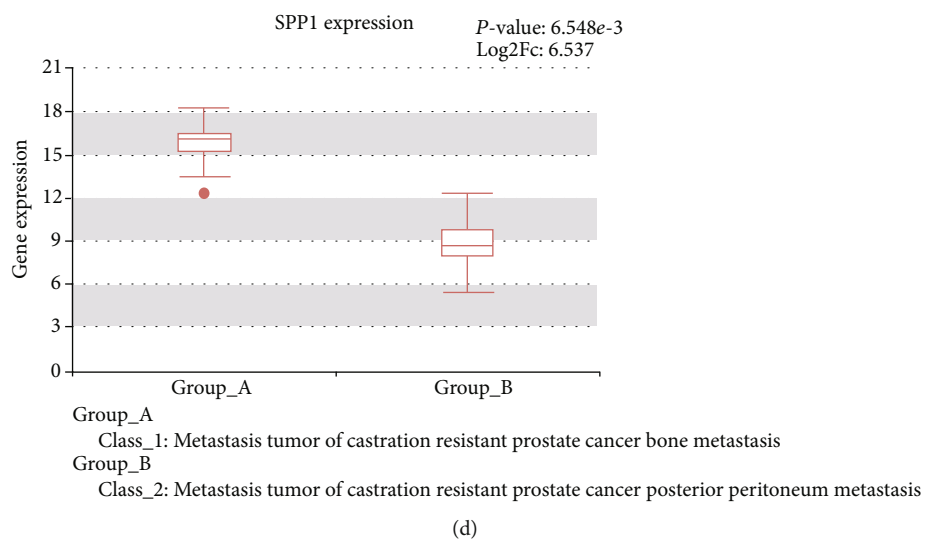 SPP1 expression
P-value: 6.548e-3
Log2Fc: 6.537
21
18
15
12
9
6
3
0
Gene expression
Group_A
Group_B
Group_A
Class_1: Metastasis tumor of castration resistant prostate cancer bone metastasis
Group_B
Class_2: Metastasis tumor of castration resistant prostate cancer posterior peritoneum metastasis
(d)